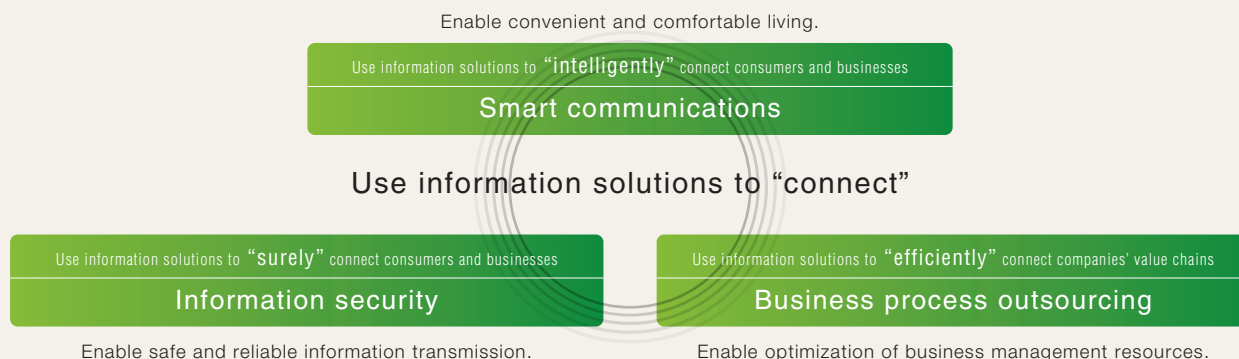 Enable convenient and comfortable living.
Use information solutions to “intelligently” connect consumers and businesses
Smart communications
Use information solutions to “connect”
Use information solutions to “surely” connect consumers and businesses
Information security
Enable safe and reliable information transmission.
Use information solutions to “efficiently” connect companies’ value chains
Business process outsourcing
Enable optimization of business management resources.